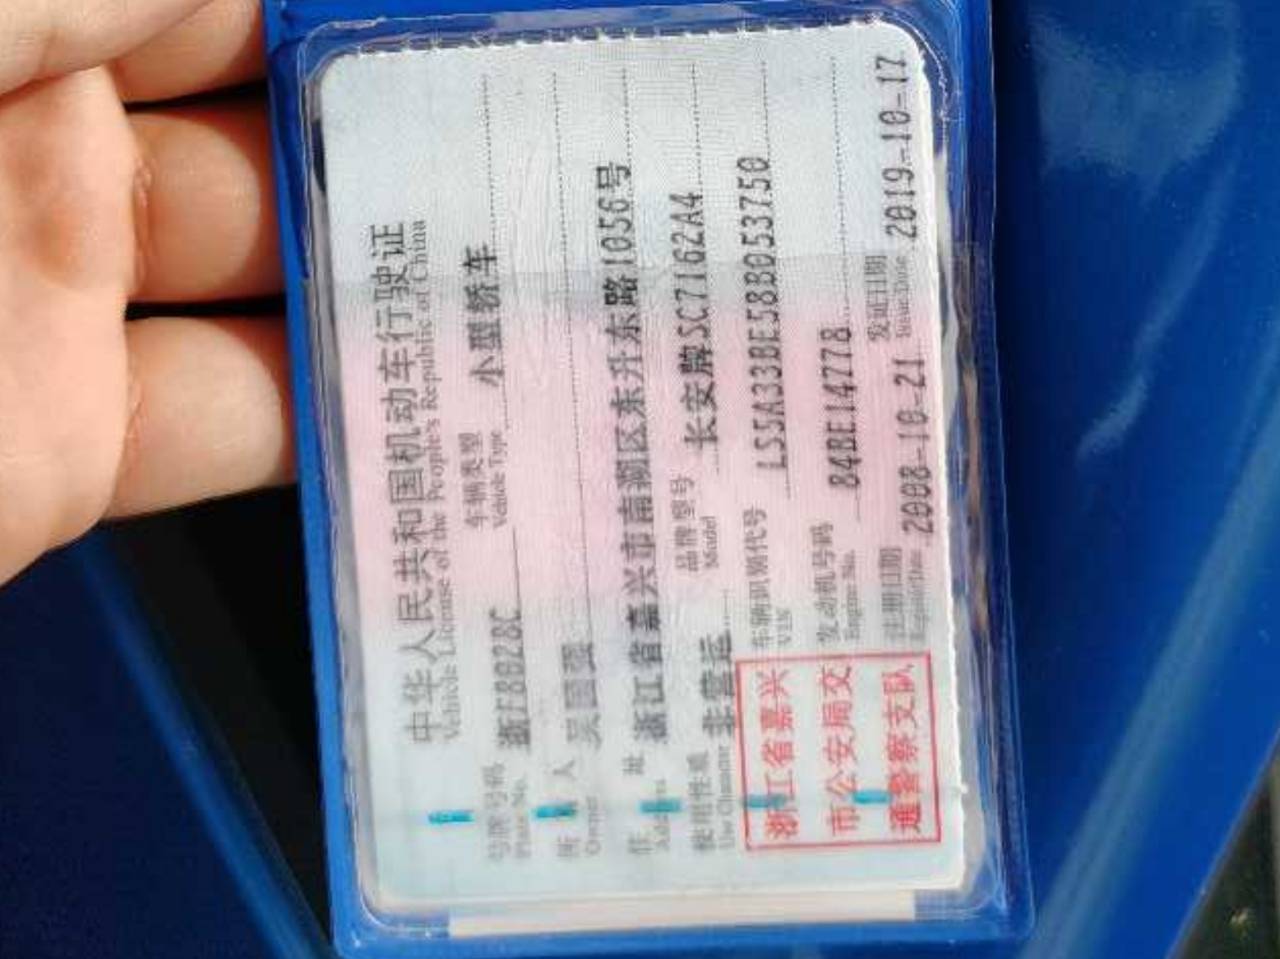 中华人民共和国机动车行驶证
Vehicle License of the People's Republic of China
号牌号码 浙F8028C 车辆类型 小型轿车
Plate No. Vehicle Type
所 人 吴国强
Owner
住 址 浙江省嘉兴市南湖区东升东路1056号
Address
使用性质 非营运 品牌型号 长安牌SC7162A4
Use Character Model
车辆识别代号 LS5A33BE58B053750
VIN
发动机号码 84BE14778
Engine No.
注册日期 2008-10-21 发证日期 2019-10-17
Register Date Issue Date
浙江省嘉兴
市公安局交
通警察支队